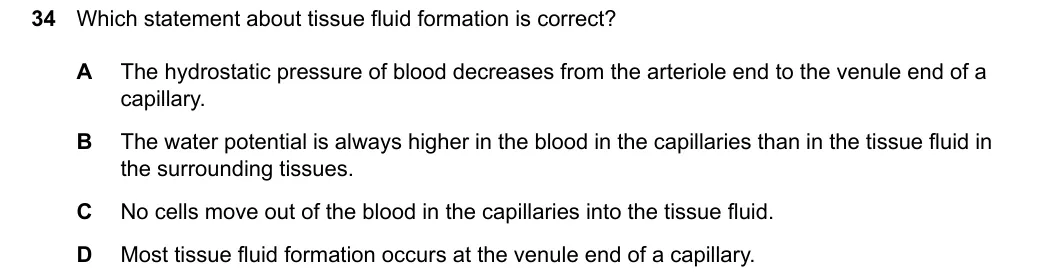 34 Which statement about tissue fluid formation is correct?
A The hydrostatic pressure of blood decreases from the arteriole end to the venule end of a
capillary.
B The water potential is always higher in the blood in the capillaries than in the tissue fluid in
the surrounding tissues.
C No cells move out of the blood in the capillaries into the tissue fluid.
D Most tissue fluid formation occurs at the venule end of a capillary.